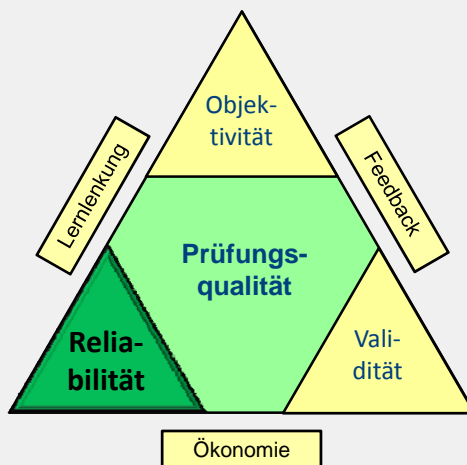 Objek-
tivität
Lernlenkung
Feedback
Prüfungs-
qualität
Relia-
bilität
Vali-
dität
Ökonomie